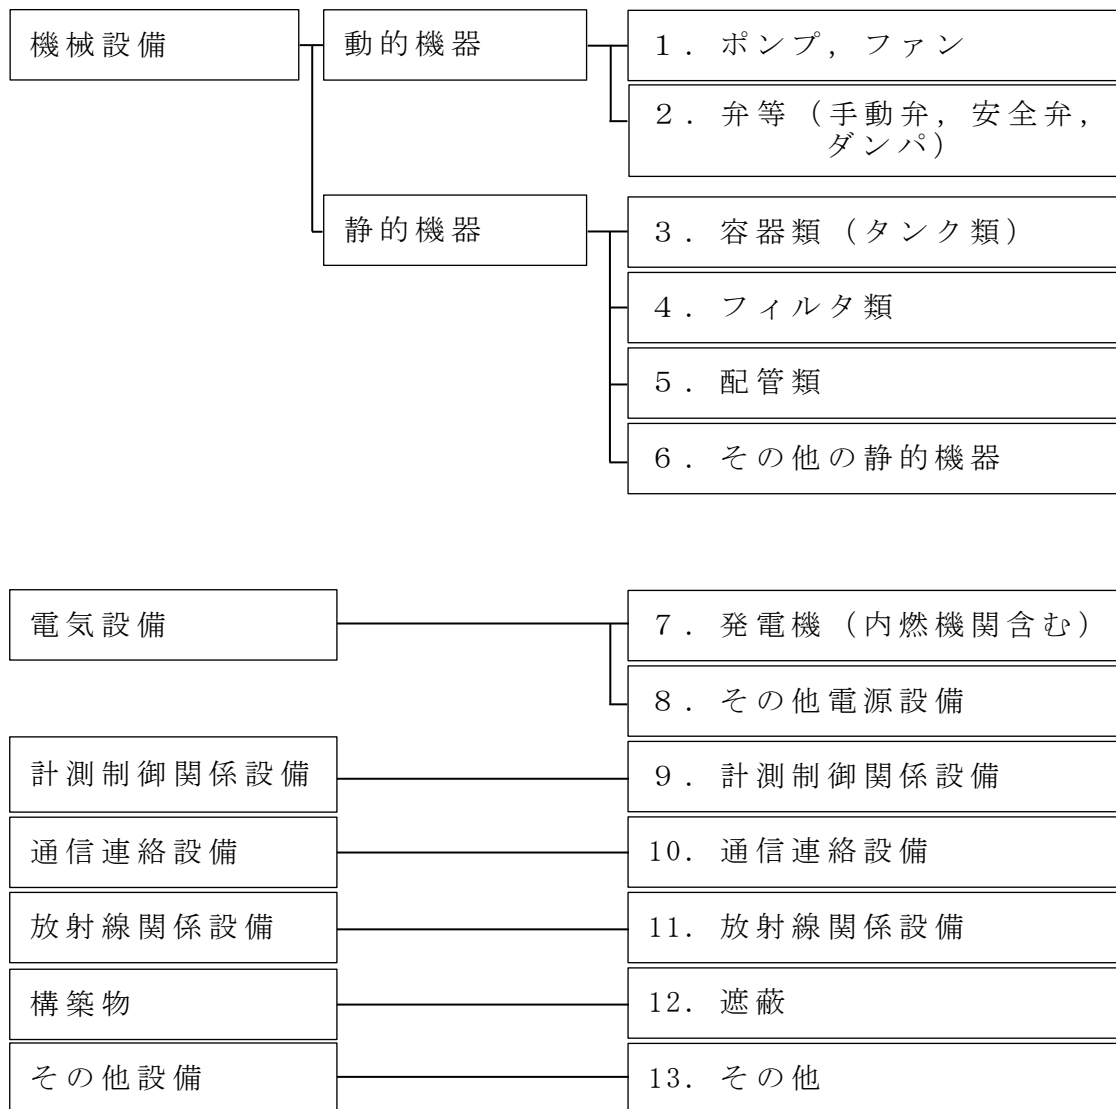 機械設備
動的機器
1．ポンプ，ファン
2．弁等（手動弁，安全弁，
ダンパ）
静的機器
3．容器類（タンク類）
4．フィルタ類
5．配管類
6．その他の静的機器
電気設備
7．発電機（内燃機関含む）
8．その他電源設備
計測制御関係設備
9．計測制御関係設備
通信連絡設備
10. 通信連絡設備
放射線関係設備
11. 放射線関係設備
構築物
12. 遮蔽
その他設備
13. その他